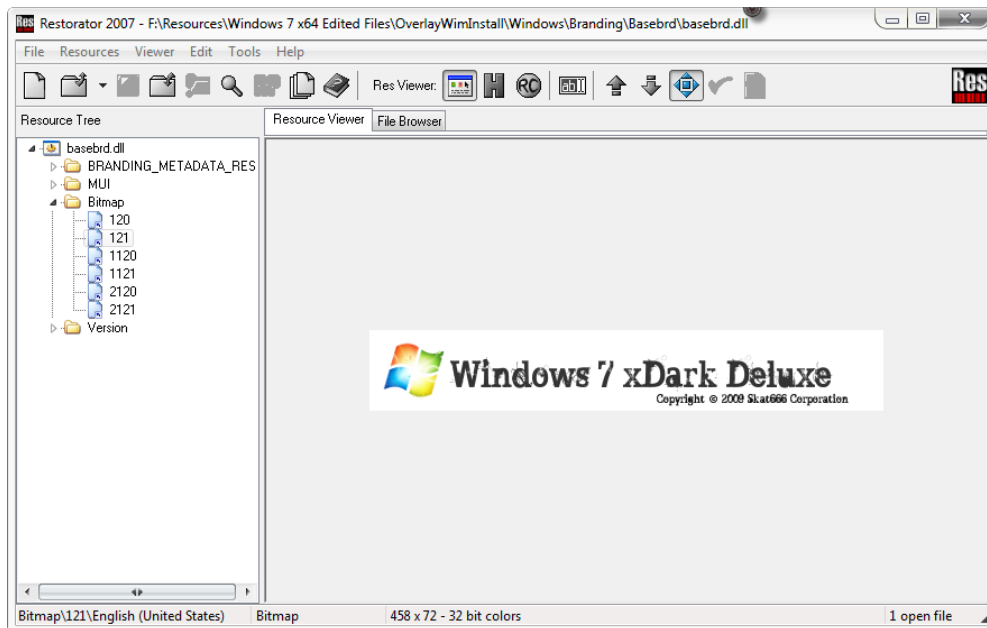 Restorator 2007 - F:\Resources\Windows 7 x64 Edited Files\OverlayWimInstall\Windows\Branding\Basebrd\basebrd.dll
File Resources Viewer Edit Tools Help
Res Viewer: H RC Res
Resource Tree
Resource Viewer File Browser
basebrd.dll
BRANDING_METADATA_RES
MUI
Bitmap
120
121
1120
1121
2120
2121
Version
Windows 7 xDark Deluxe
Copyright © 2009 Skat666 Corporation
Bitmap\121\English (United States) Bitmap 458 x 72 - 32 bit colors 1 open file